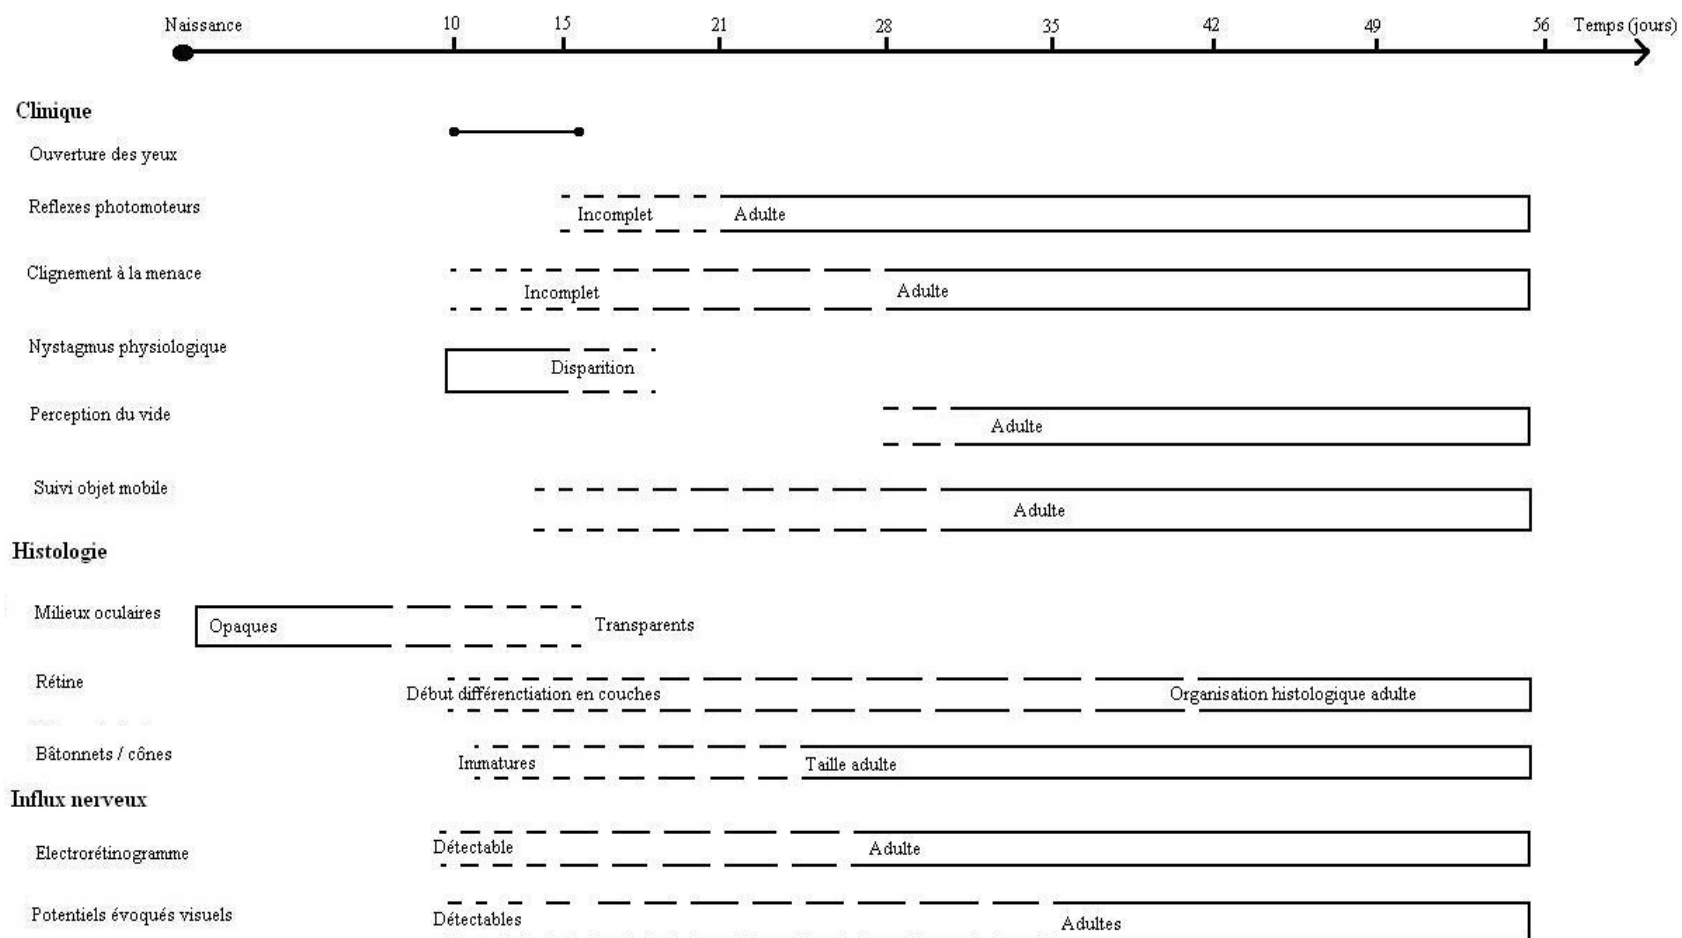 Naissance 10 15 21 28 35 42 49 56 Temps (jours)
Clinique
Ouverture des yeux
Reflexes photomoteurs Incomplet Adulte
Clignement à la menace Incomplet Adulte
Nystagmus physiologique Disparition
Perception du vide Adulte
Suivi objet mobile Adulte
Histologie
Milieux oculaires Opaques Transparents
Rétine Début différenctiation en couches Organisation histologique adulte
Bâtonnets / cônes Immatures Taille adulte
Influx nerveux
Electrorétinogramme Détectable Adulte
Potentiels évoqués visuels Détectables Adultes